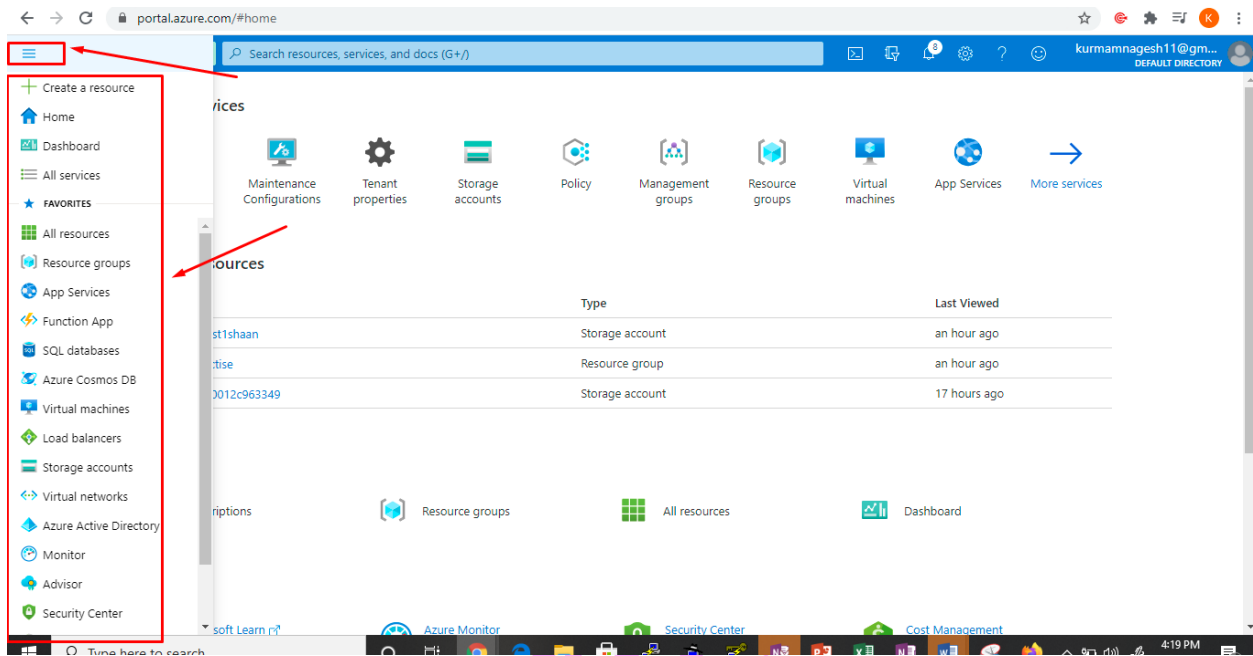 portal.azure.com/#home
K
Search resources, services, and docs (G+/)
8
kurmamnagesh11@gm...
DEFAULT DIRECTORY
Create a resource
Home
Dashboard
All services
FAVORITES
All resources
Resource groups
App Services
Function App
SQL databases
Azure Cosmos DB
Virtual machines
Load balancers
Storage accounts
Virtual networks
Azure Active Directory
Monitor
Advisor
Security Center
vices
Maintenance
Configurations
Tenant
properties
Storage
accounts
Policy
Management
groups
Resource
groups
Virtual
machines
App Services
More services
ources
Type
Last Viewed
st1shaan
Storage account
an hour ago
ctise
Resource group
an hour ago
0012c963349
Storage account
17 hours ago
riptions
Resource groups
All resources
Dashboard
soft Learn
Azure Monitor
Security Center
Cost Management
Type here to search
4:19 PM